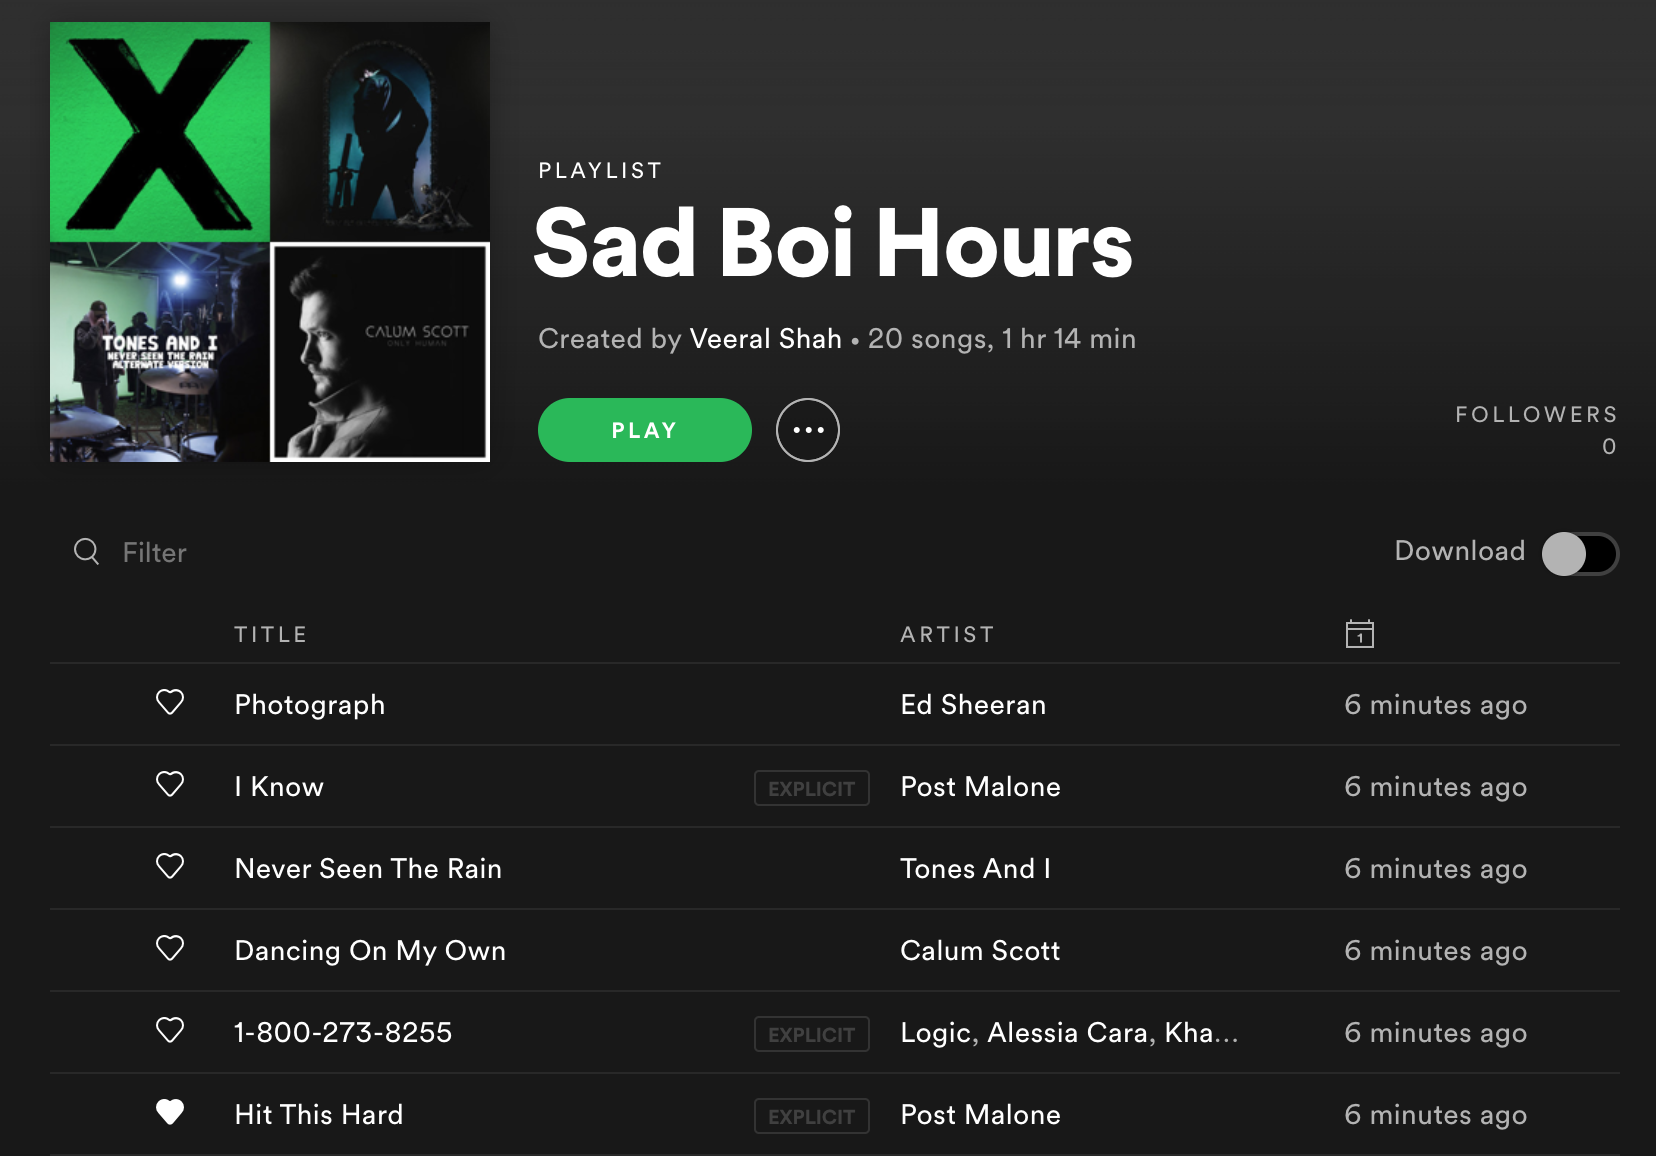 X
TONES AND I
NEVER SEEN THE RAIN
ALTERNATE VERSION
CALUM SCOTT
ONLY HUMAN
PLAYLIST
Sad Boi Hours
Created by Veeral Shah • 20 songs, 1 hr 14 min
PLAY
FOLLOWERS
0
Filter
Download
TITLE ARTIST 1
Photograph Ed Sheeran 6 minutes ago
I Know EXPLICIT Post Malone 6 minutes ago
Never Seen The Rain Tones And I 6 minutes ago
Dancing On My Own Calum Scott 6 minutes ago
1-800-273-8255 EXPLICIT Logic, Alessia Cara, Kha... 6 minutes ago
Hit This Hard EXPLICIT Post Malone 6 minutes ago